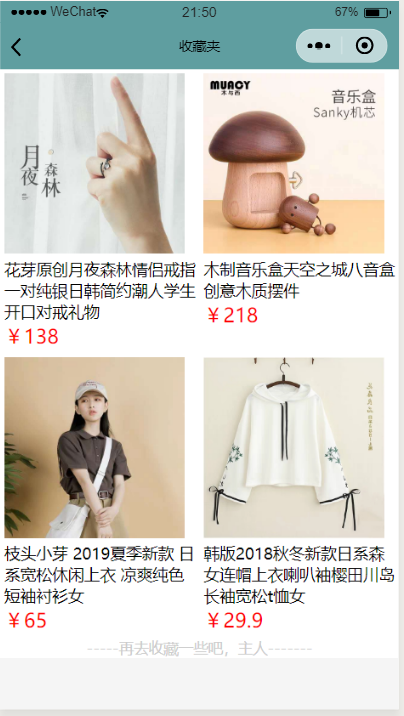 WeChat 21:50 67%
收藏夹
月夜
森林
MUACY
木与西
音乐盒
Sanky机芯
花芽原创月夜森林情侣戒指
一对纯银日韩简约潮人学生
开口对戒礼物
￥138
木制音乐盒天空之城八音盒
创意木质摆件
￥218
枝头小芽 2019夏季新款 日
系宽松休闲上衣 凉爽纯色
短袖衬衫女
￥65
韩版2018秋冬新款日系森
女连帽上衣喇叭袖樱田川岛
长袖宽松t恤女
￥29.9
-----再去收藏一些吧，主人-------